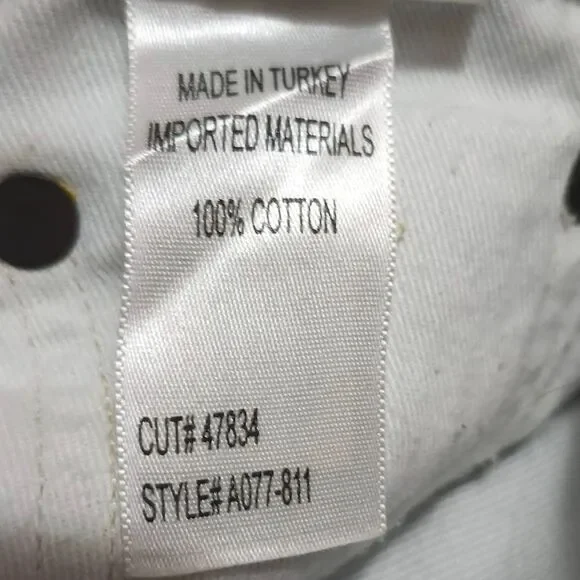 MADE IN TURKEY
IMPORTED MATERIALS
100% COTTON
CUT# 47834
STYLE# A077-811